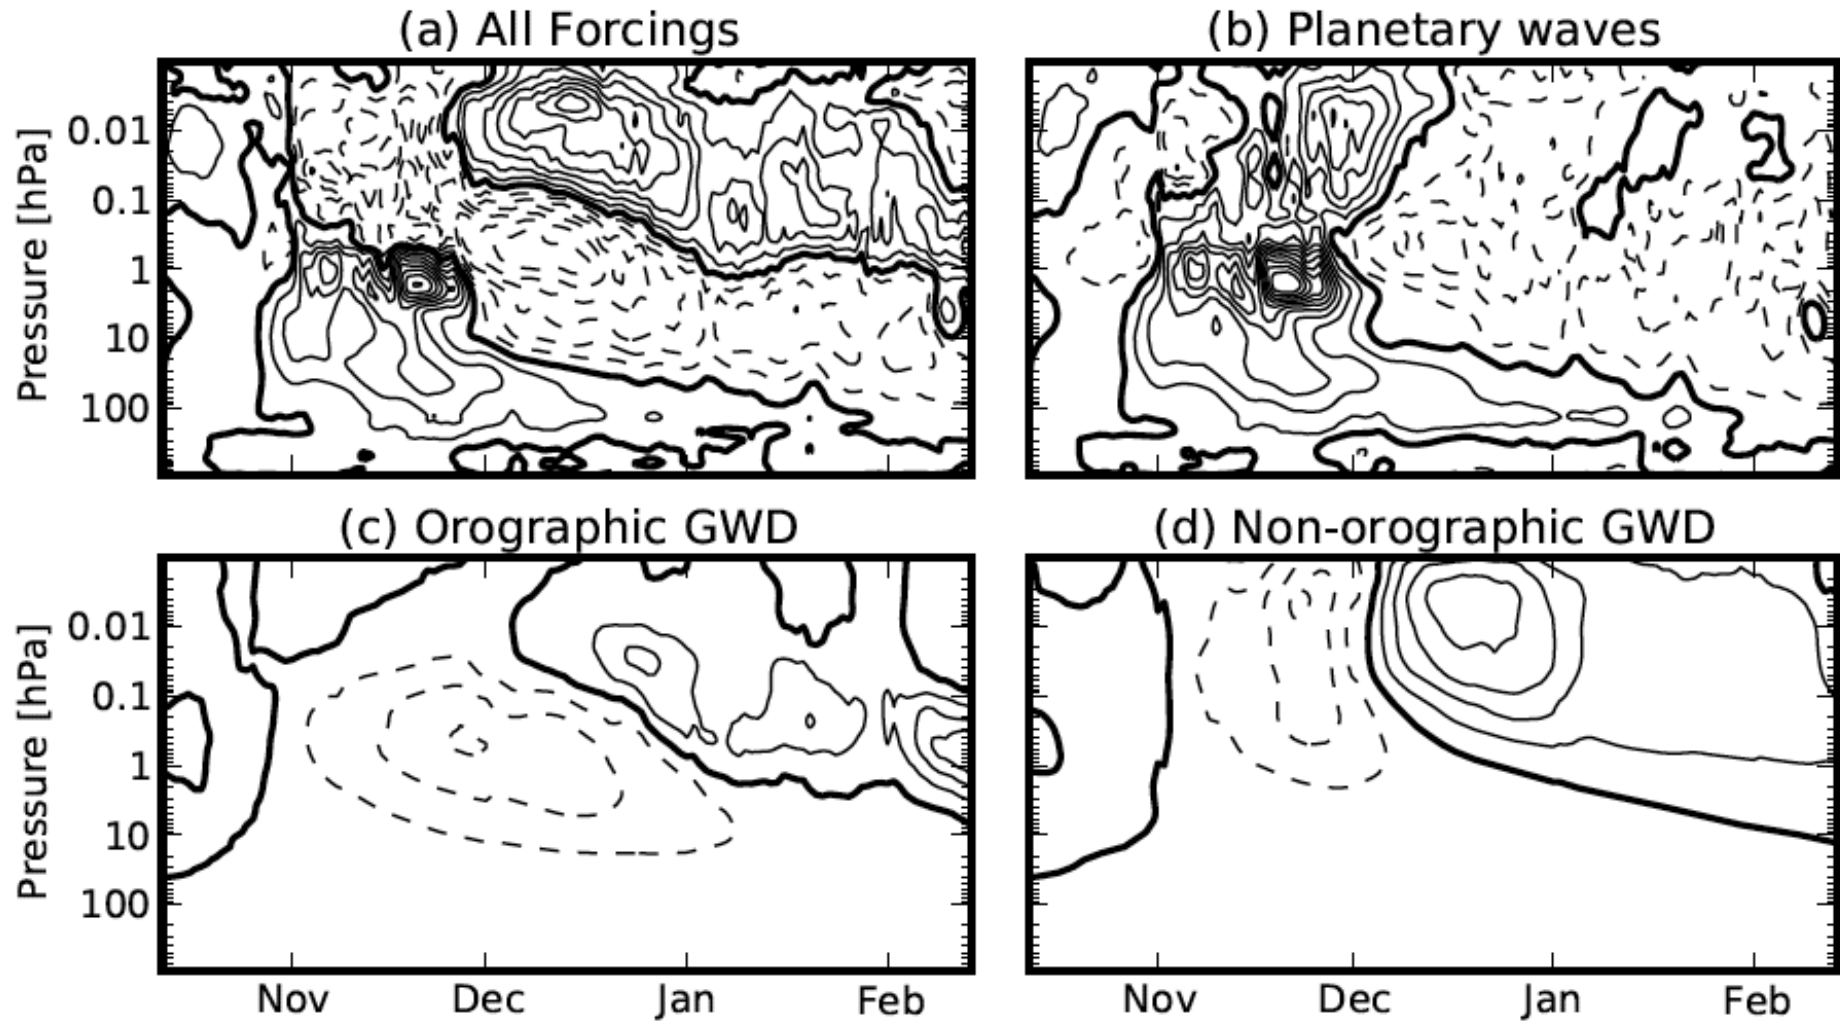 (a) All Forcings
(b) Planetary waves
Pressure [hPa]
0.01
0.1
1
10
100
(c) Orographic GWD
(d) Non-orographic GWD
Pressure [hPa]
0.01
0.1
1
10
100
Nov Dec Jan Feb
Nov Dec Jan Feb